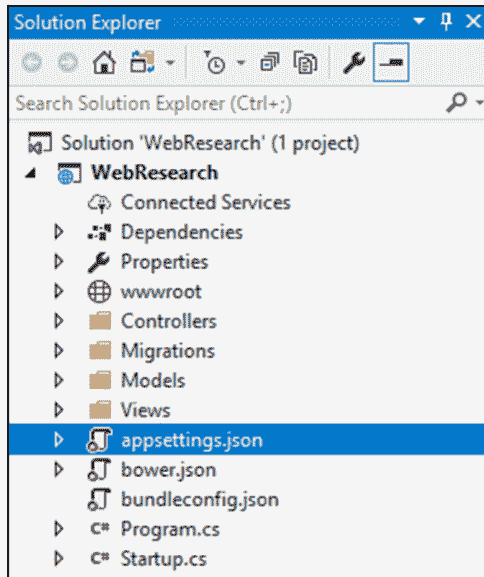 Solution Explorer
Search Solution Explorer (Ctrl+;)
Solution 'WebResearch' (1 project)
WebResearch
Connected Services
Dependencies
Properties
wwwroot
Controllers
Migrations
Models
Views
appsettings.json
bower.json
bundleconfig.json
C# Program.cs
C# Startup.cs